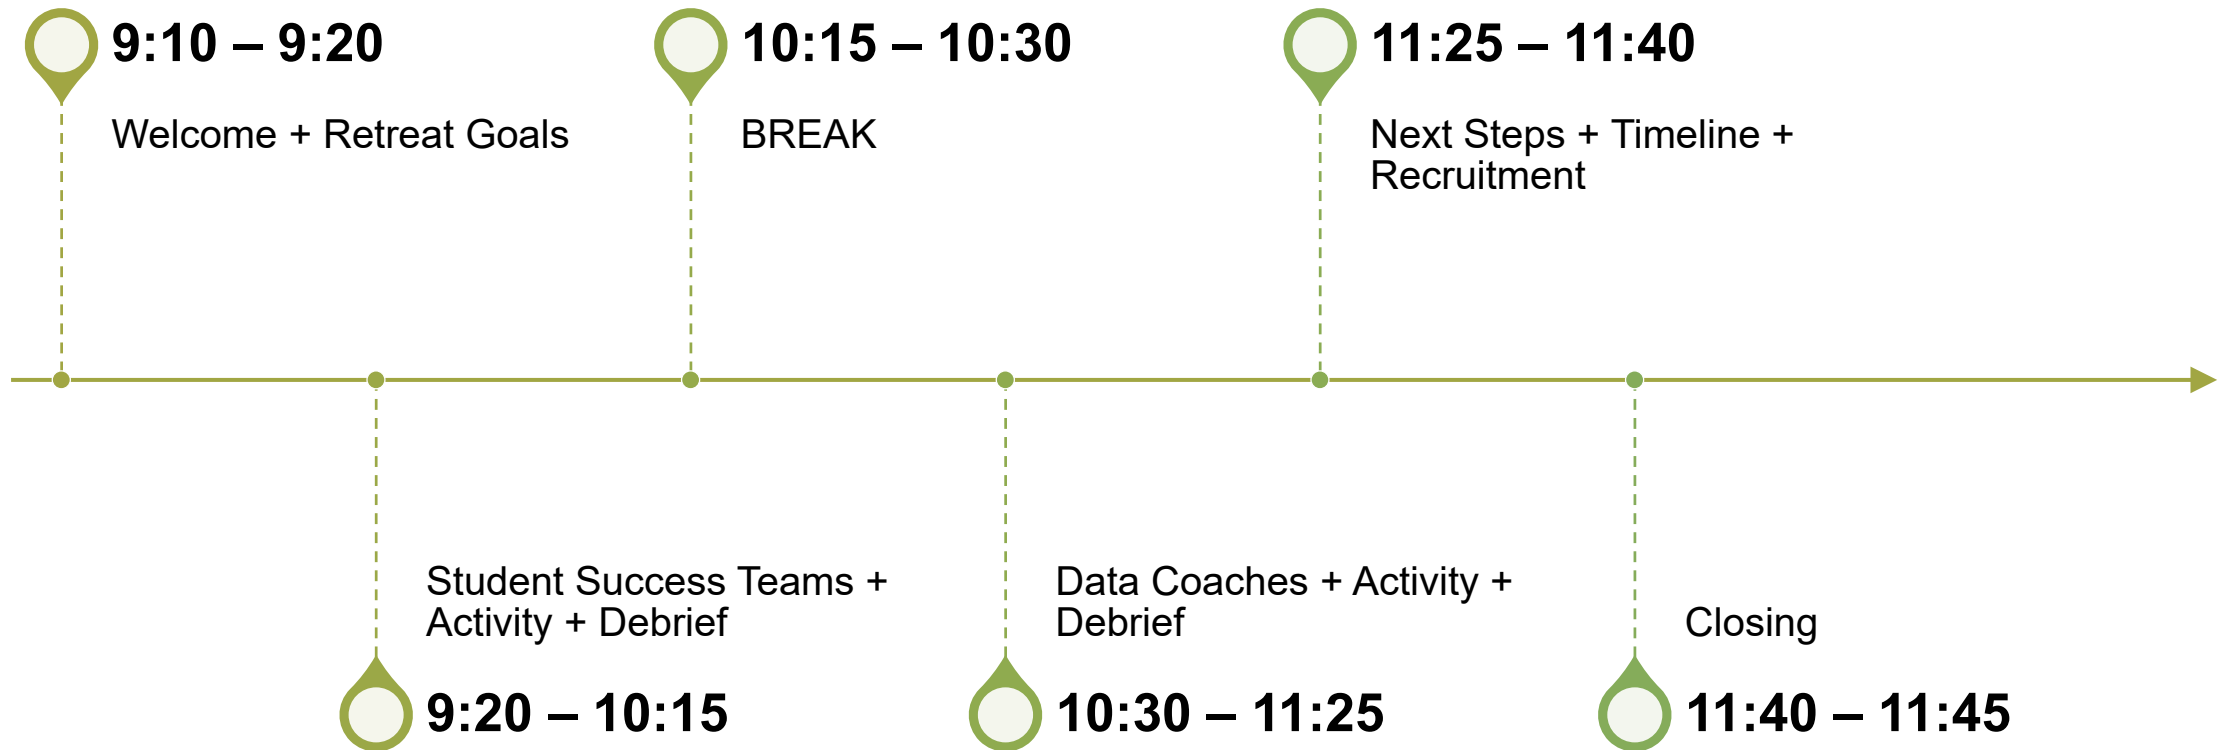 9:10 – 9:20
Welcome + Retreat Goals
9:20 – 10:15
Student Success Teams +
Activity + Debrief
10:15 – 10:30
BREAK
10:30 – 11:25
Data Coaches + Activity +
Debrief
11:25 – 11:40
Next Steps + Timeline +
Recruitment
11:40 – 11:45
Closing